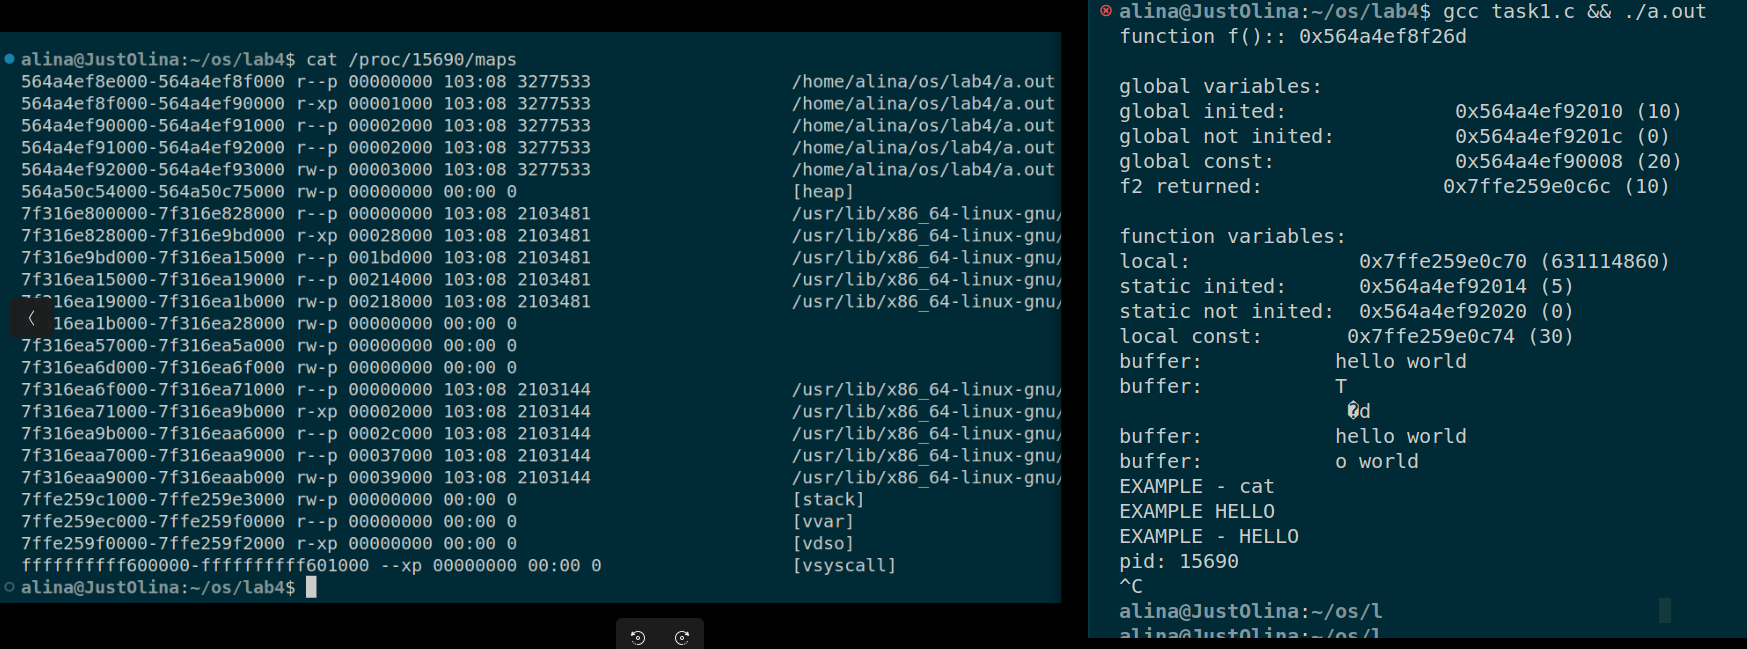 alina@JustOlina:~/os/lab4$ cat /proc/15690/maps
564a4ef8e000-564a4ef8f000 r--p 00000000 103:08 3277533 /home/alina/os/lab4/a.out
564a4ef8f000-564a4ef90000 r-xp 00001000 103:08 3277533 /home/alina/os/lab4/a.out
564a4ef90000-564a4ef91000 r--p 00002000 103:08 3277533 /home/alina/os/lab4/a.out
564a4ef91000-564a4ef92000 r--p 00002000 103:08 3277533 /home/alina/os/lab4/a.out
564a4ef92000-564a4ef93000 rw-p 00003000 103:08 3277533 /home/alina/os/lab4/a.out
564a50c54000-564a50c75000 rw-p 00000000 00:00 0 [heap]
7f316e800000-7f316e828000 r--p 00000000 103:08 2103481 /usr/lib/x86_64-linux-gnu/
7f316e828000-7f316e9bd000 r-xp 00028000 103:08 2103481 /usr/lib/x86_64-linux-gnu/
7f316e9bd000-7f316ea15000 r--p 001bd000 103:08 2103481 /usr/lib/x86_64-linux-gnu/
7f316ea15000-7f316ea19000 r--p 00214000 103:08 2103481 /usr/lib/x86_64-linux-gnu/
7f316ea19000-7f316ea1b000 rw-p 00218000 103:08 2103481 /usr/lib/x86_64-linux-gnu/
16ea1b000-7f316ea28000 rw-p 00000000 00:00 0
7f316ea57000-7f316ea5a000 rw-p 00000000 00:00 0
7f316ea6d000-7f316ea6f000 rw-p 00000000 00:00 0
7f316ea6f000-7f316ea71000 r--p 00000000 103:08 2103144 /usr/lib/x86_64-linux-gnu/
7f316ea71000-7f316ea9b000 r-xp 00002000 103:08 2103144 /usr/lib/x86_64-linux-gnu/
7f316ea9b000-7f316eaa6000 r--p 0002c000 103:08 2103144 /usr/lib/x86_64-linux-gnu/
7f316eaa7000-7f316eaa9000 r--p 00037000 103:08 2103144 /usr/lib/x86_64-linux-gnu/
7f316eaa9000-7f316eaab000 rw-p 00039000 103:08 2103144 /usr/lib/x86_64-linux-gnu/
7ffe259c1000-7ffe259e3000 rw-p 00000000 00:00 0 [stack]
7ffe259ec000-7ffe259f0000 r--p 00000000 00:00 0 [vvar]
7ffe259f0000-7ffe259f2000 r-xp 00000000 00:00 0 [vdso]
ffffffffff600000-ffffffffff601000 --xp 00000000 00:00 0 [vsyscall]
alina@JustOlina:~/os/lab4$
alina@JustOlina:~/os/lab4$ gcc task1.c && ./a.out
function f():: 0x564a4ef8f26d
global variables:
global inited: 0x564a4ef92010 (10)
global not inited: 0x564a4ef9201c (0)
global const: 0x564a4ef90008 (20)
f2 returned: 0x7ffe259e0c6c (10)
function variables:
local: 0x7ffe259e0c70 (631114860)
static inited: 0x564a4ef92014 (5)
static not inited: 0x564a4ef92020 (0)
local const: 0x7ffe259e0c74 (30)
buffer: hello world
buffer: T
�d
buffer: hello world
buffer: o world
EXAMPLE - cat
EXAMPLE HELLO
EXAMPLE - HELLO
pid: 15690
^C
alina@JustOlina:~/os/l
alina@JustOlina:~/os/l